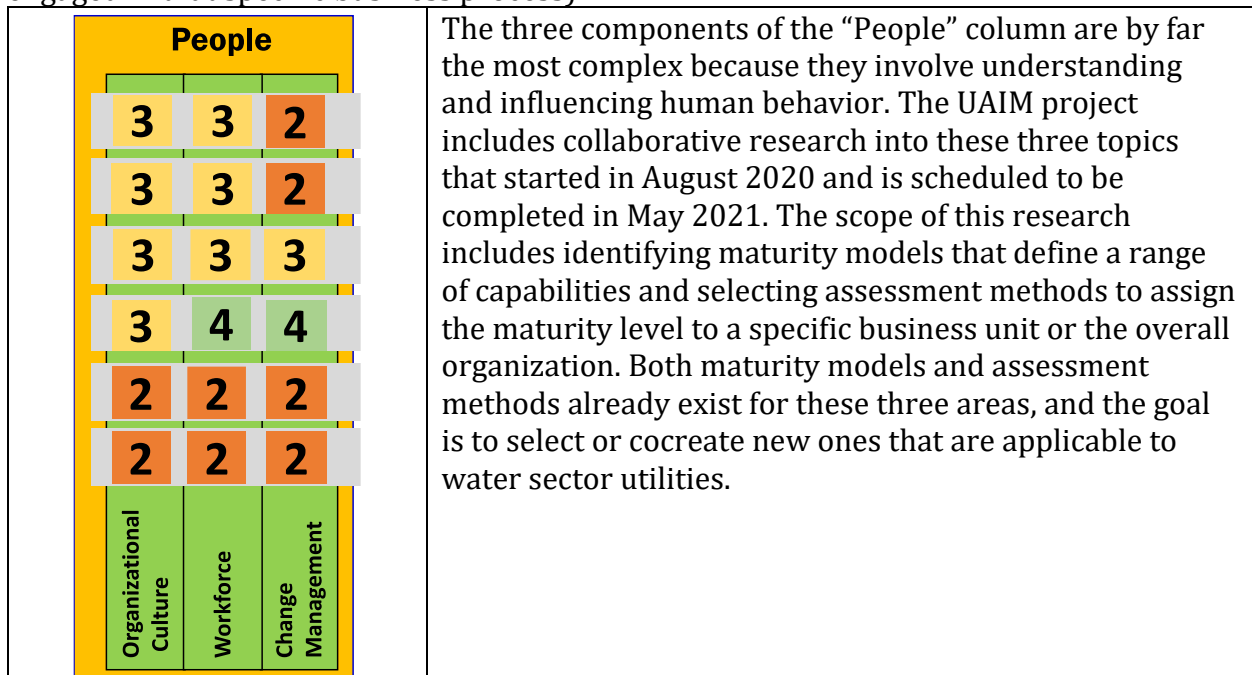 People
3 3 2
3 3 2
3 3 3
3 4 4
2 2 2
2 2 2
Organizational
Culture
Workforce
Change
Management
The three components of the “People” column are by far
the most complex because they involve understanding
and influencing human behavior. The UAIM project
includes collaborative research into these three topics
that started in August 2020 and is scheduled to be
completed in May 2021. The scope of this research
includes identifying maturity models that define a range
of capabilities and selecting assessment methods to assign
the maturity level to a specific business unit or the overall
organization. Both maturity models and assessment
methods already exist for these three areas, and the goal
is to select or cocreate new ones that are applicable to
water sector utilities.